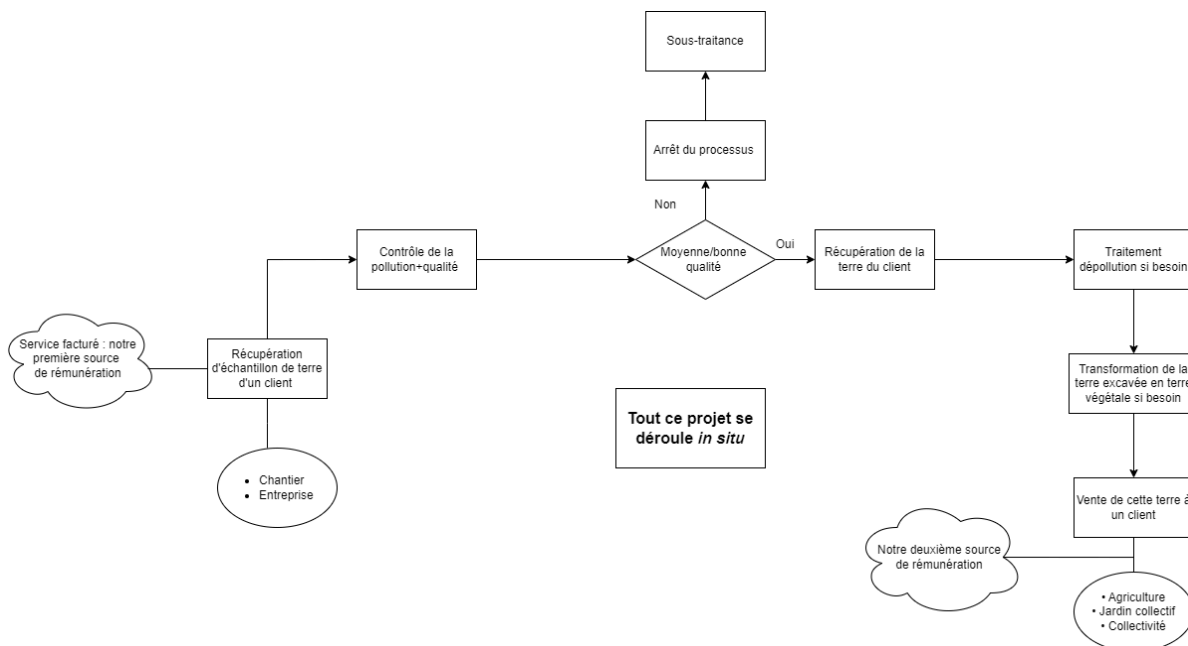 Sous-traitance
Arrêt du processus
Non
Contrôle de la
pollution+qualité
Moyenne/bonne
qualité
Oui
Récupération de la
terre du client
Traitement
dépollution si besoin
Service facturé : notre
première source
de rémunération
Récupération
d'échantillon de terre
d'un client
Transformation de la
terre excavée en terre
végétale si besoin
Tout ce projet se
déroule in situ
• Chantier
• Entreprise
Vente de cette terre à
un client
Notre deuxième source
de rémunération
• Agriculture
• Jardin collectif
• Collectivité